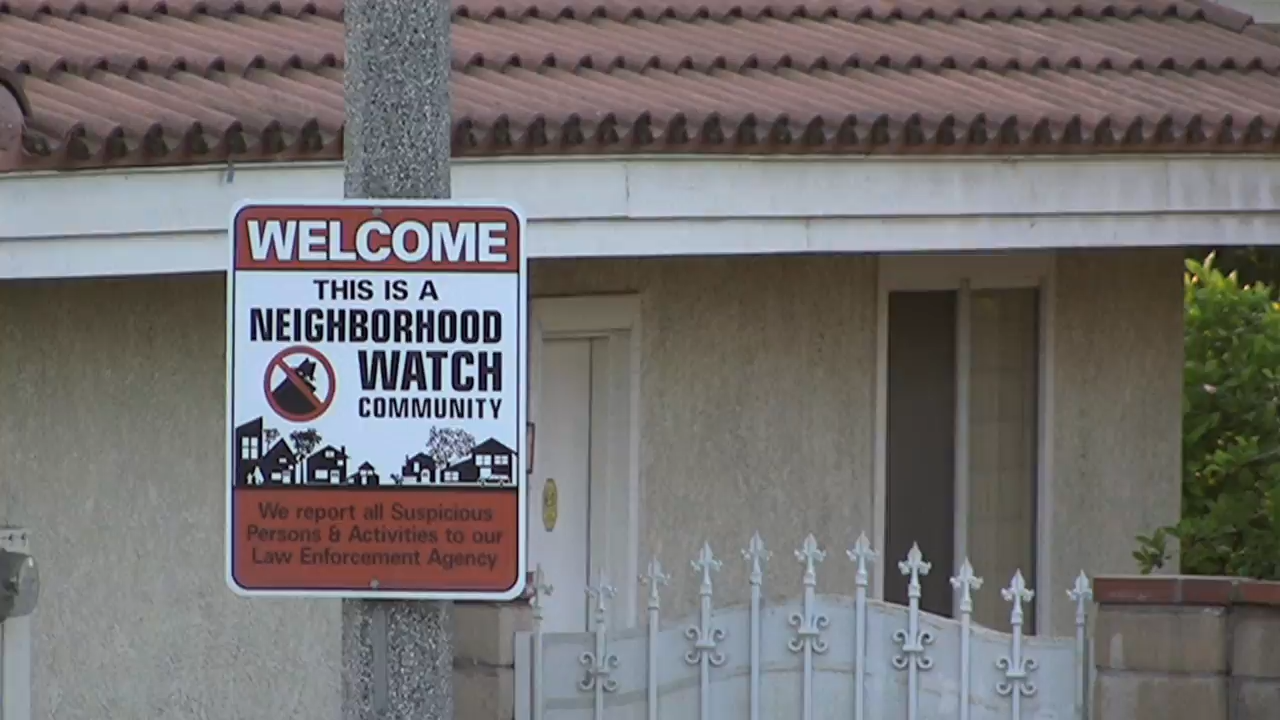 WELCOME
THIS IS A
NEIGHBORHOOD
WATCH
COMMUNITY
We report all Suspicious
Persons & Activities to our
Law Enforcement Agency